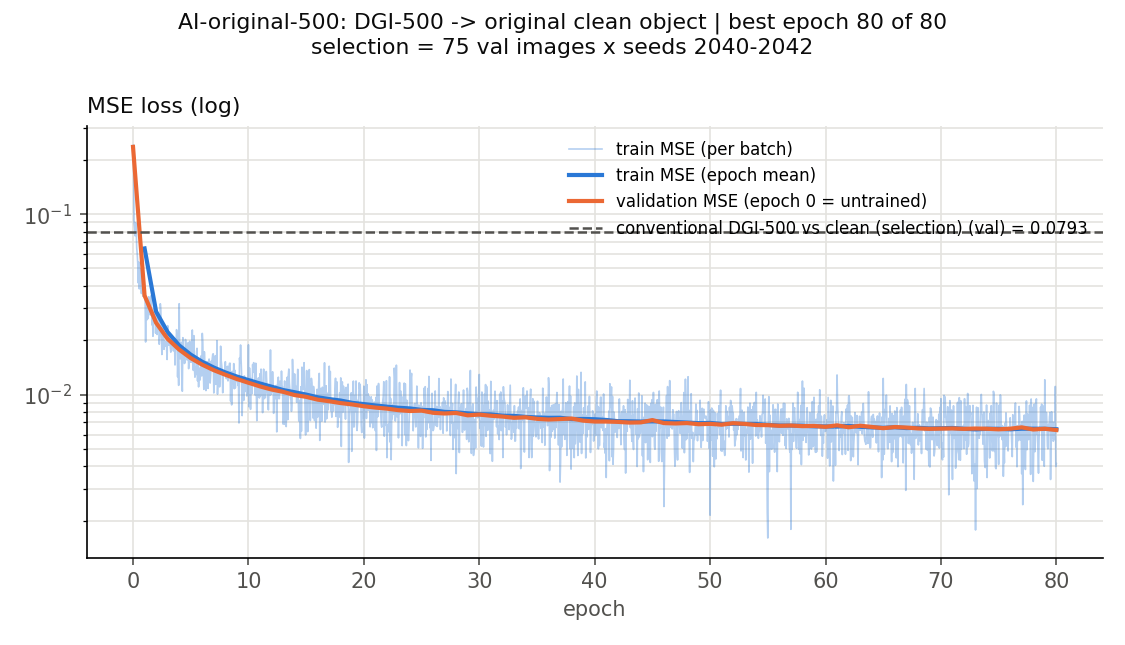 AI-original-500: DGI-500 -> original clean object | best epoch 80 of 80
selection = 75 val images x seeds 2040-2042
MSE loss (log)
train MSE (per batch)
train MSE (epoch mean)
validation MSE (epoch 0 = untrained)
conventional DGI-500 vs clean (selection) (val) = 0.0793
10⁻¹
10⁻²
0 10 20 30 40 50 60 70 80
epoch